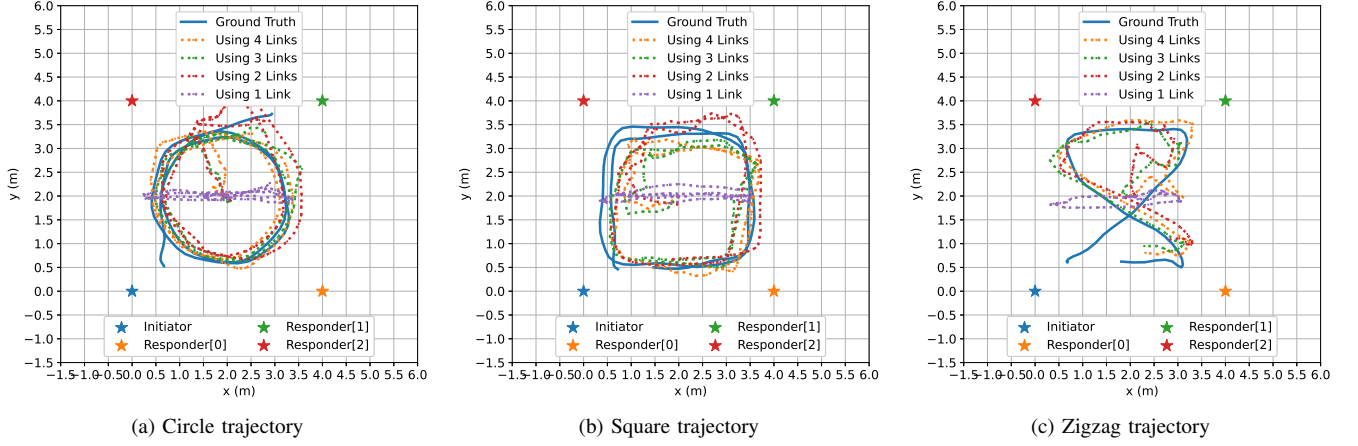 Ground Truth
Using 4 Links
Using 3 Links
Using 2 Links
Using 1 Link
6.0
5.5
5.0
4.5
4.0
3.5
3.0
2.5
2.0
1.5
1.0
0.5
0.0
−0.5
−1.0
−1.5
y (m)
Initiator Responder[1]
Responder[0] Responder[2]
−1.5−1.0−0.50.0 0.5 1.0 1.5 2.0 2.5 3.0 3.5 4.0 4.5 5.0 5.5 6.0
x (m)
(a) Circle trajectory
Ground Truth
Using 4 Links
Using 3 Links
Using 2 Links
Using 1 Link
6.0
5.5
5.0
4.5
4.0
3.5
3.0
2.5
2.0
1.5
1.0
0.5
0.0
−0.5
−1.0
−1.5
y (m)
Initiator Responder[1]
Responder[0] Responder[2]
−1.5−1.0−0.50.0 0.5 1.0 1.5 2.0 2.5 3.0 3.5 4.0 4.5 5.0 5.5 6.0
x (m)
(b) Square trajectory
Ground Truth
Using 4 Links
Using 3 Links
Using 2 Links
Using 1 Link
6.0
5.5
5.0
4.5
4.0
3.5
3.0
2.5
2.0
1.5
1.0
0.5
0.0
−0.5
−1.0
−1.5
y (m)
Initiator Responder[1]
Responder[0] Responder[2]
−1.5−1.0−0.50.0 0.5 1.0 1.5 2.0 2.5 3.0 3.5 4.0 4.5 5.0 5.5 6.0
x (m)
(c) Zigzag trajectory